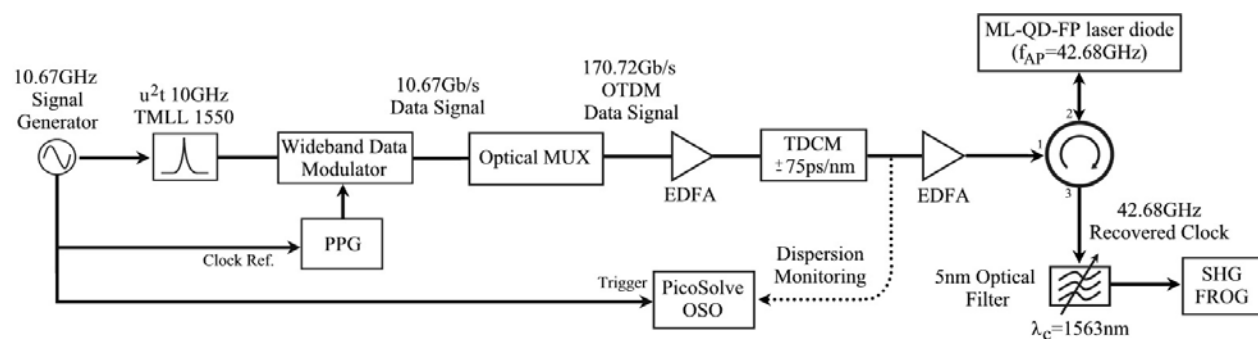 10.67GHz
Signal
Generator
u²t 10GHz
TMLL 1550
Wideband Data
Modulator
PPG
Clock Ref.
10.67Gb/s
Data Signal
Optical MUX
170.72Gb/s
OTDM
Data Signal
EDFA
TDCM
±75ps/nm
EDFA
Dispersion
Monitoring
Trigger
PicoSolve
OSO
ML-QD-FP laser diode
(f_AP=42.68GHz)
1
2
3
42.68GHz
Recovered Clock
5nm Optical
Filter
λ_c=1563nm
SHG
FROG